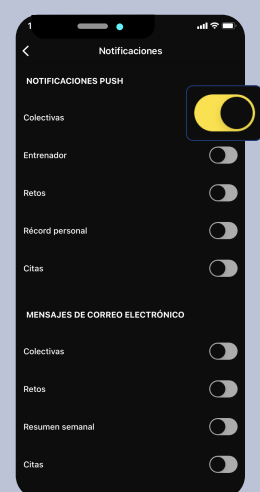 1
Notificaciones
NOTIFICACIONES PUSH
Colectivas
Entrenador
Retos
Récord personal
Citas
MENSAJES DE CORREO ELECTRÓNICO
Colectivas
Retos
Resumen semanal
Citas